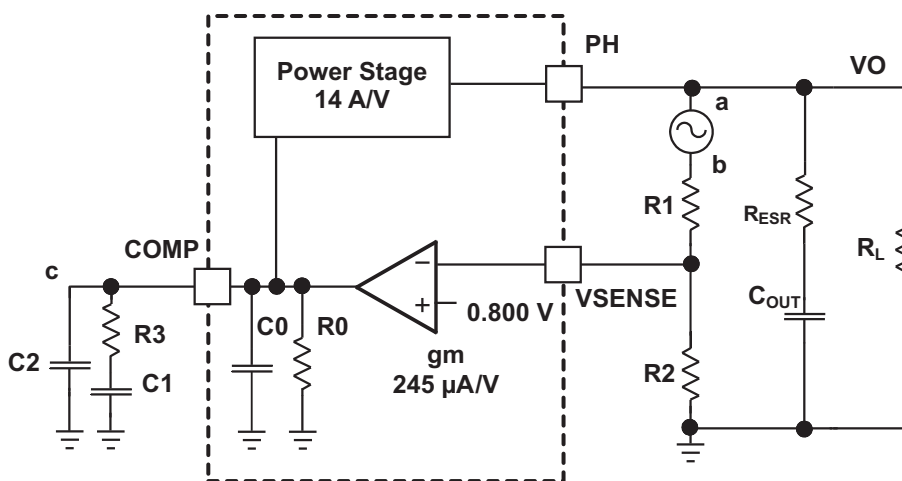 PH
VO
Power Stage
14 A/V
a
b
R1
RESR
RL
COMP
c
VSENSE
0.800 V
COUT
R3
C2
C1
C0
R0
gm
245 µA/V
R2